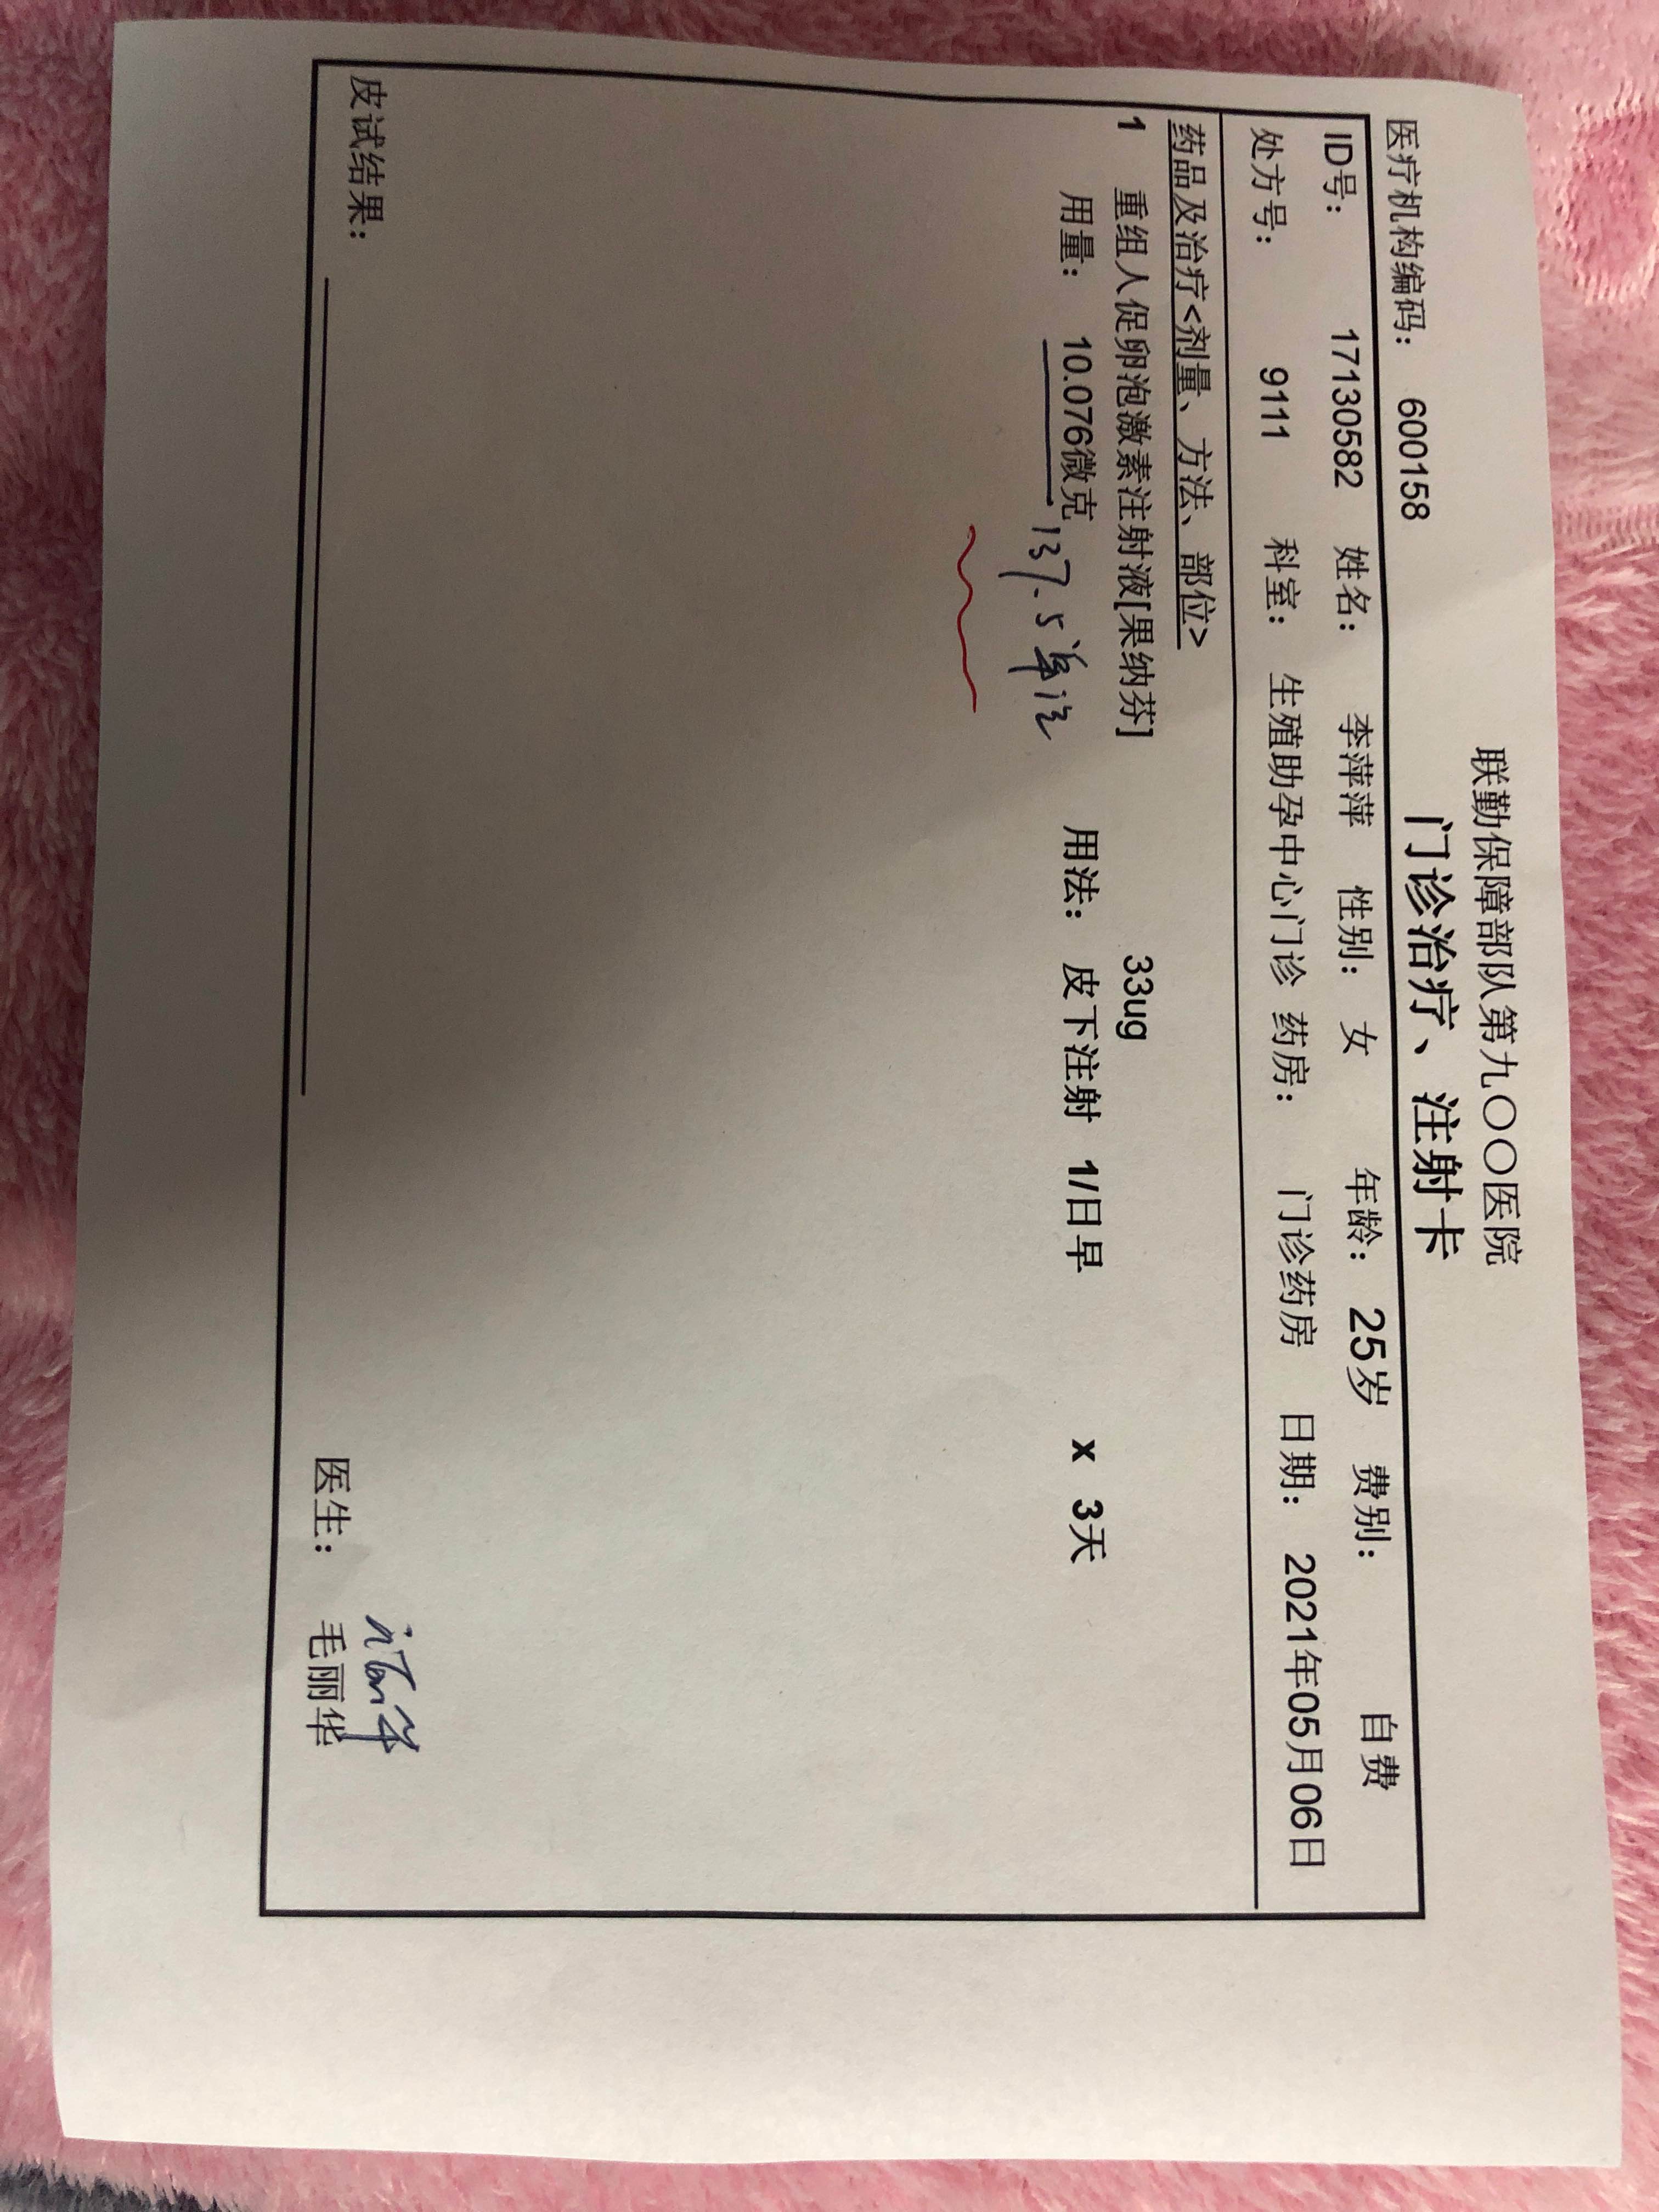 联勤保障部队第九〇〇医院
门诊治疗、注射卡
医疗机构编码: 600158
ID号: 17130582 姓名: 李萍萍 性别: 女 年龄: 25岁 费别: 自费
处方号: 9111 科室: 生殖助孕中心门诊 药房: 门诊药房 日期: 2021年05月06日
药品及治疗<剂量、方法、部位>
1 重组人促卵泡激素注射液[果纳芬] 33ug
用量: 10.076微克 用法: 皮下注射 1/日早 x 3天
137.5单位
皮试结果:
医生: 毛丽华